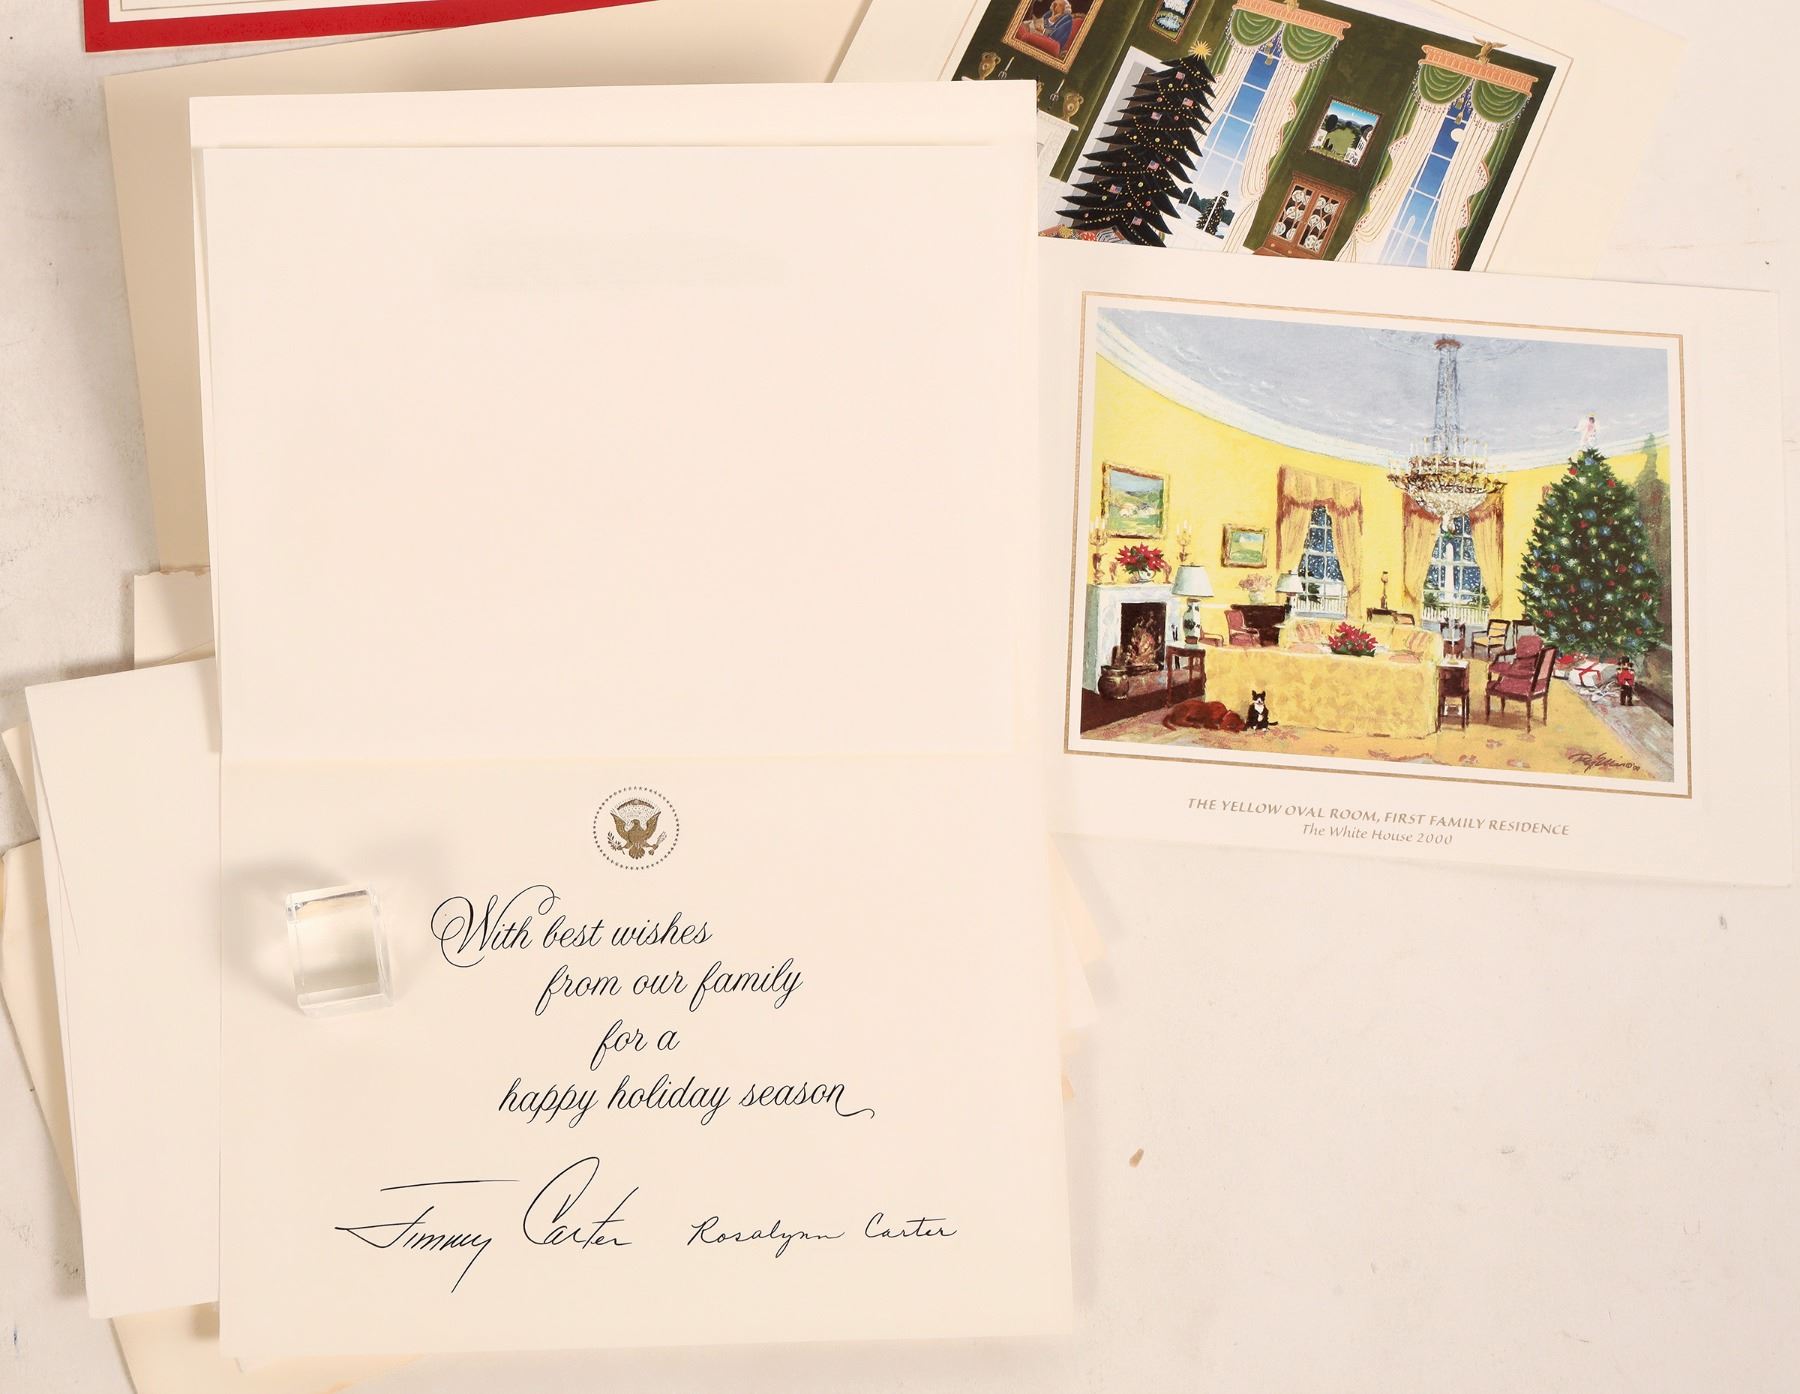 With best wishes
from our family
for a
happy holiday season
Jimmy Carter Rosalynn Carter
THE YELLOW OVAL ROOM, FIRST FAMILY RESIDENCE
The White House 2000